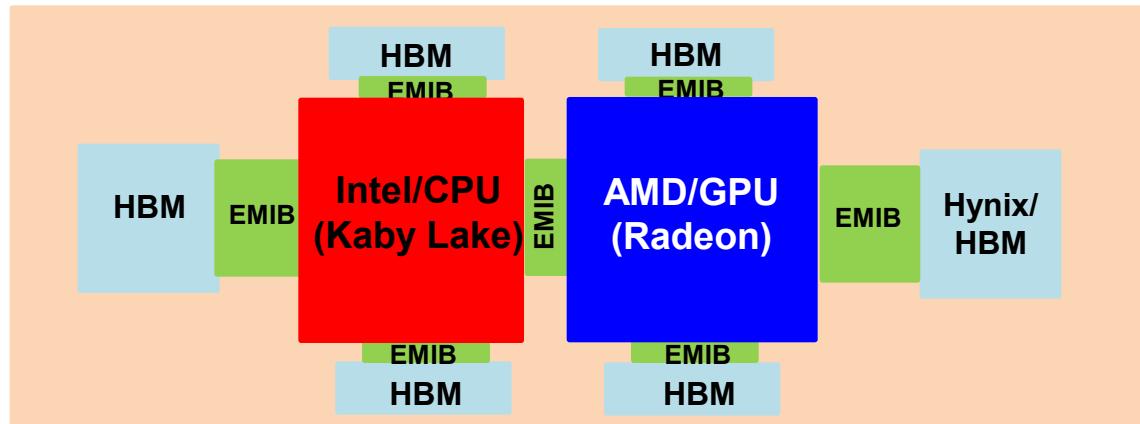 HBM
HBM
EMIB
EMIB
Intel/CPU
(Kaby Lake)
AMD/GPU
(Radeon)
HBM
EMIB
EMIB
EMIB
Hynix/
HBM
EMIB
EMIB
HBM
HBM